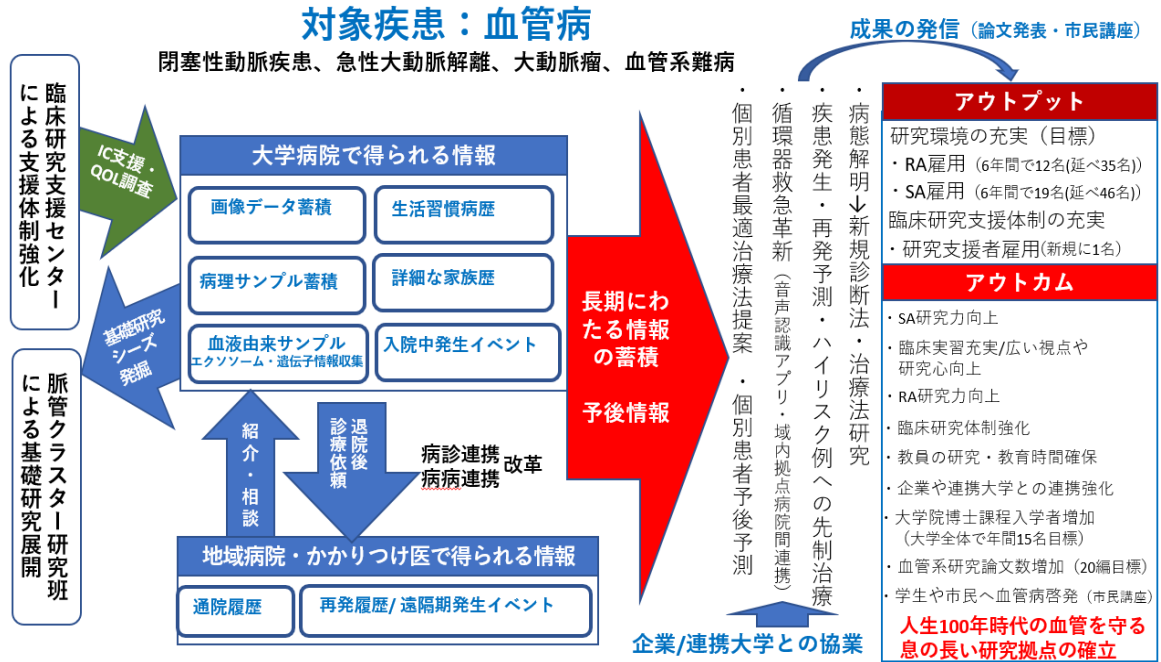 対象疾患：血管病
閉塞性動脈疾患、急性大動脈解離、大動脈瘤、血管系難病
臨床研究支援センター
による支援体制強化
脈管クラスター研究班
による基礎研究展開
IC支援・
QOL調査
基礎研究
シーズ
発掘
大学病院で得られる情報
画像データ蓄積
生活習慣病歴
病理サンプル蓄積
詳細な家族歴
血液由来サンプル
エクソソーム・遺伝子情報収集
入院中発生イベント
紹介・相談
退院後
診療依頼
病診連携
病病連携
改革
地域病院・かかりつけ医で得られる情報
通院履歴
再発履歴/ 遠隔期発生イベント
長期にわ
たる情報
の蓄積
予後情報
・病態解明→新規診断法・治療法研究
・疾患発生・再発予測・ハイリスク例への先制治療
・循環器救急革新（音声認識アプリ・域内拠点病院間連携）
・個別患者最適治療法提案 ・個別患者予後予測
企業/連携大学との協業
成果の発信（論文発表・市民講座）
アウトプット
研究環境の充実（目標）
・RA雇用（6年間で12名(延べ35名)）
・SA雇用（6年間で19名(延べ46名)）
臨床研究支援体制の充実
・研究支援者雇用(新規に1名）
アウトカム
・SA研究力向上
・臨床実習充実/広い視点や
研究心向上
・RA研究力向上
・臨床研究体制強化
・教員の研究・教育時間確保
・企業や連携大学との連携強化
・大学院博士課程入学者増加
（大学全体で年間15名目標）
・血管系研究論文数増加（20編目標）
・学生や市民へ血管病啓発（市民講座）
人生100年時代の血管を守る
息の長い研究拠点の確立